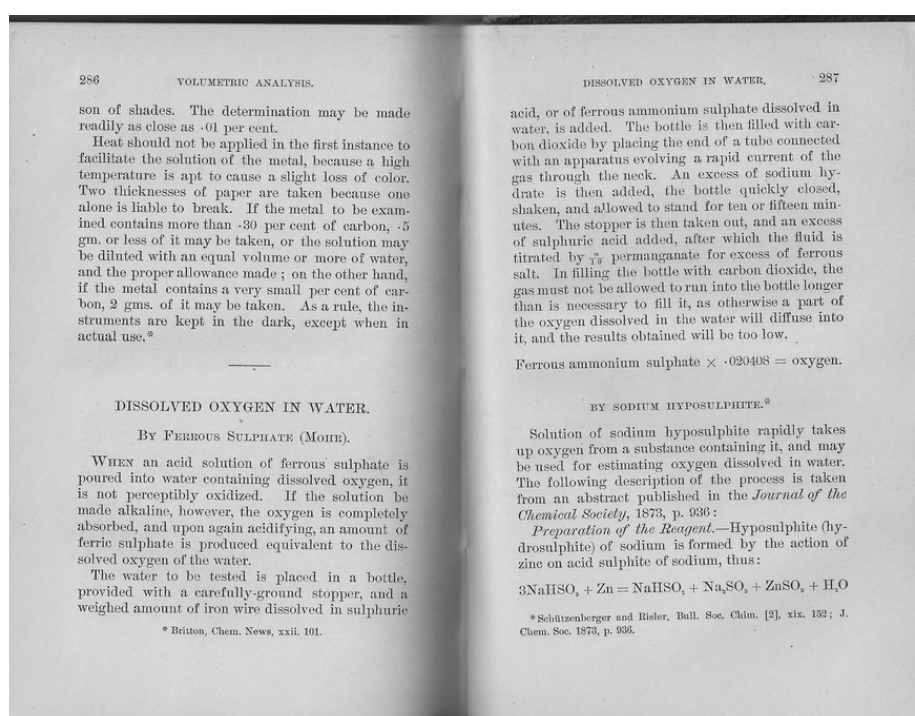 286
VOLUMETRIC ANALYSIS.
son of shades. The determination may be made
readily as close as ·01 per cent.
Heat should not be applied in the first instance to
facilitate the solution of the metal, because a high
temperature is apt to cause a slight loss of color.
Two thicknesses of paper are taken because one
alone is liable to break. If the metal to be exam-
ined contains more than ·30 per cent of carbon, ·5
gm. or less of it may be taken, or the solution may
be diluted with an equal volume or more of water,
and the proper allowance made ; on the other hand,
if the metal contains a very small per cent of car-
bon, 2 gms. of it may be taken. As a rule, the in-
struments are kept in the dark, except when in
actual use.*
DISSOLVED OXYGEN IN WATER.
By Ferrous Sulphate (Mohr).
When an acid solution of ferrous sulphate is
poured into water containing dissolved oxygen, it
is not perceptibly oxidized. If the solution be
made alkaline, however, the oxygen is completely
absorbed, and upon again acidifying, an amount of
ferric sulphate is produced equivalent to the dis-
solved oxygen of the water.
The water to be tested is placed in a bottle,
provided with a carefully-ground stopper, and a
weighed amount of iron wire dissolved in sulphuric
* Britton, Chem. News, xxii. 101.
DISSOLVED OXYGEN IN WATER.
287
acid, or of ferrous ammonium sulphate dissolved in
water, is added. The bottle is then filled with car-
bon dioxide by placing the end of a tube connected
with an apparatus evolving a rapid current of the
gas through the neck. An excess of sodium hy-
drate is then added, the bottle quickly closed,
shaken, and allowed to stand for ten or fifteen min-
utes. The stopper is then taken out, and an excess
of sulphuric acid added, after which the fluid is
titrated by n/10 permanganate for excess of ferrous
salt. In filling the bottle with carbon dioxide, the
gas must not be allowed to run into the bottle longer
than is necessary to fill it, as otherwise a part of
the oxygen dissolved in the water will diffuse into
it, and the results obtained will be too low.
Ferrous ammonium sulphate × ·020408 = oxygen.
BY SODIUM HYPOSULPHITE.*
Solution of sodium hyposulphite rapidly takes
up oxygen from a substance containing it, and may
be used for estimating oxygen dissolved in water.
The following description of the process is taken
from an abstract published in the Journal of the
Chemical Society, 1873, p. 936 :
Preparation of the Reagent.—Hyposulphite (hy-
drosulphite) of sodium is formed by the action of
zinc on acid sulphite of sodium, thus :
3NaHSO₃ + Zn = NaHSO₂ + Na₂SO₃ + ZnSO₃ + H₂O
* Schützenberger and Risler, Bull. Soc. Chim. [2], xix. 152 ; J.
Chem. Soc. 1873, p. 936.